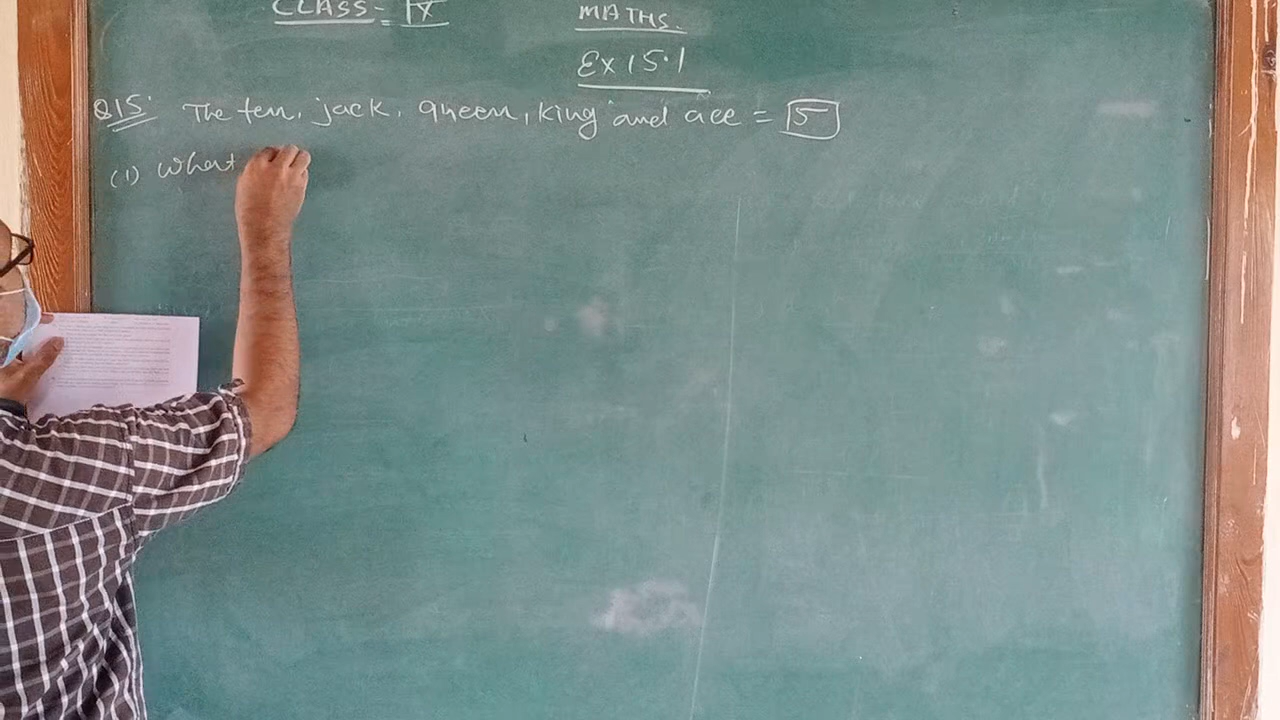 CLASS - IX
MATHS.
Ex 15.1
Q15. The ten, jack, queen, king and ace = 5
(1) What